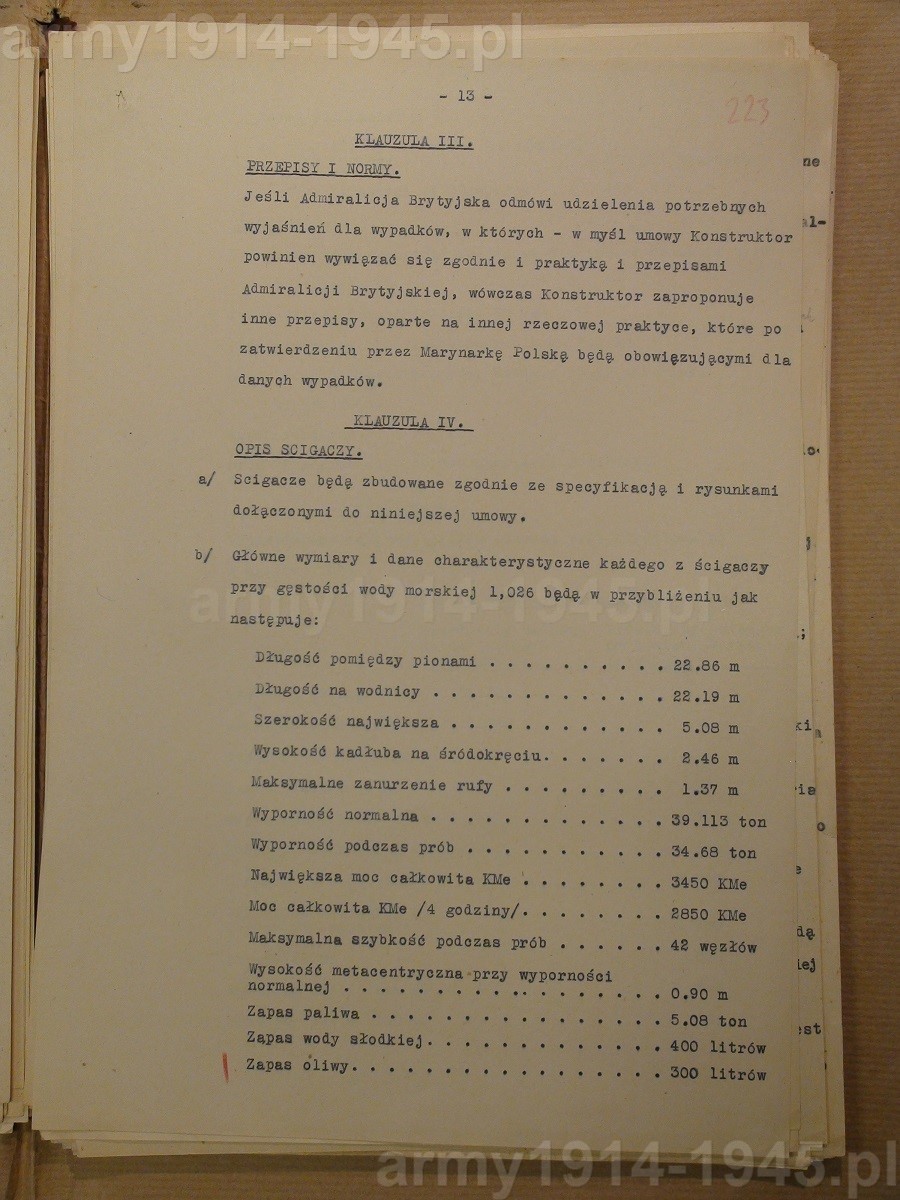 army1914-1945.pl
- 13 -
223
KLAUZULA III.
PRZEPISY I NORMY.
Jeśli Admiralicja Brytyjska odmówi udzielenia potrzebnych
wyjaśnień dla wypadków, w których - w myśl umowy Konstruktor
powinien wywiązać się zgodnie i praktyką i przepisami
Admiralicji Brytyjskiej, wówczas Konstruktor zaproponuje
inne przepisy, oparte na innej rzeczowej praktyce, które po
zatwierdzeniu przez Marynarkę Polską będą obowiązującymi dla
danych wypadków.
KLAUZULA IV.
OPIS SCIGACZY.
a/ Scigacze będą zbudowane zgodnie ze specyfikacją i rysunkami
dołączonymi do niniejszej umowy.
b/ Główne wymiary i dane charakterystyczne każdego z ścigaczy
przy gęstości wody morskiej 1,026 będą w przybliżeniu jak
army1914-1945.pl
następuje:
Długość pomiędzy pionami . . . . . . . . . . 22.86 m
Długość na wodnicy . . . . . . . . . . . . . 22.19 m
Szerokość największa . . . . . . . . . . . . 5.08 m
Wysokość kadłuba na śródokręciu. . . . . . . 2.46 m
Maksymalne zanurzenie rufy . . . . . . . . . 1.37 m
Wyporność normalna . . . . . . . . . . . . . 39.113 ton
Wyporność podczas prób . . . . . . . . . . . 34.68 ton
Największa moc całkowita KMe . . . . . . . . 3450 KMe
Moc całkowita KMe /4 godziny/. . . . . . . . 2850 KMe
Maksymalna szybkość podczas prób . . . . . . 42 węzłów
Wysokość metacentryczna przy wyporności
normalnej . . . . . . . . . . . . . . . . . . 0.90 m
Zapas paliwa . . . . . . . . . . . . . . . . 5.08 ton
Zapas wody słodkiej. . . . . . . . . . . . . 400 litrów
Zapas oliwy. . . . . . . . . . . . . . . . . 300 litrów
army1914-1945.pl